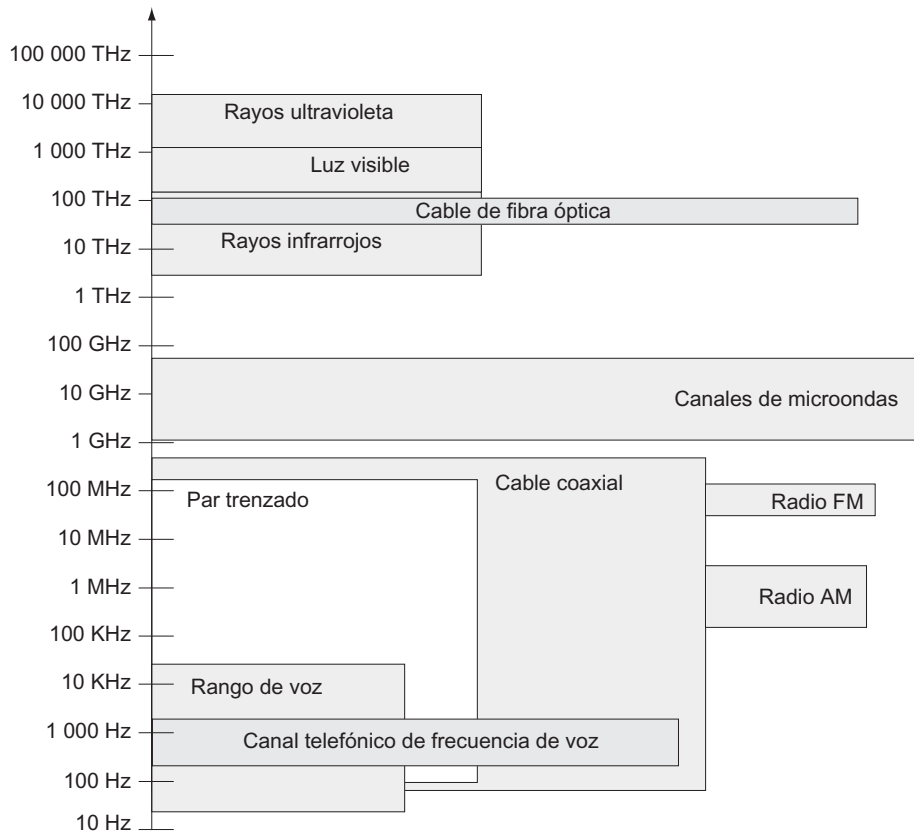 100 000 THz
10 000 THz
Rayos ultravioleta
1 000 THz
Luz visible
100 THz
Cable de fibra óptica
Rayos infrarrojos
10 THz
1 THz
100 GHz
10 GHz
Canales de microondas
1 GHz
Cable coaxial
100 MHz
Par trenzado
Radio FM
10 MHz
1 MHz
Radio AM
100 KHz
10 KHz
Rango de voz
1 000 Hz
Canal telefónico de frecuencia de voz
100 Hz
10 Hz